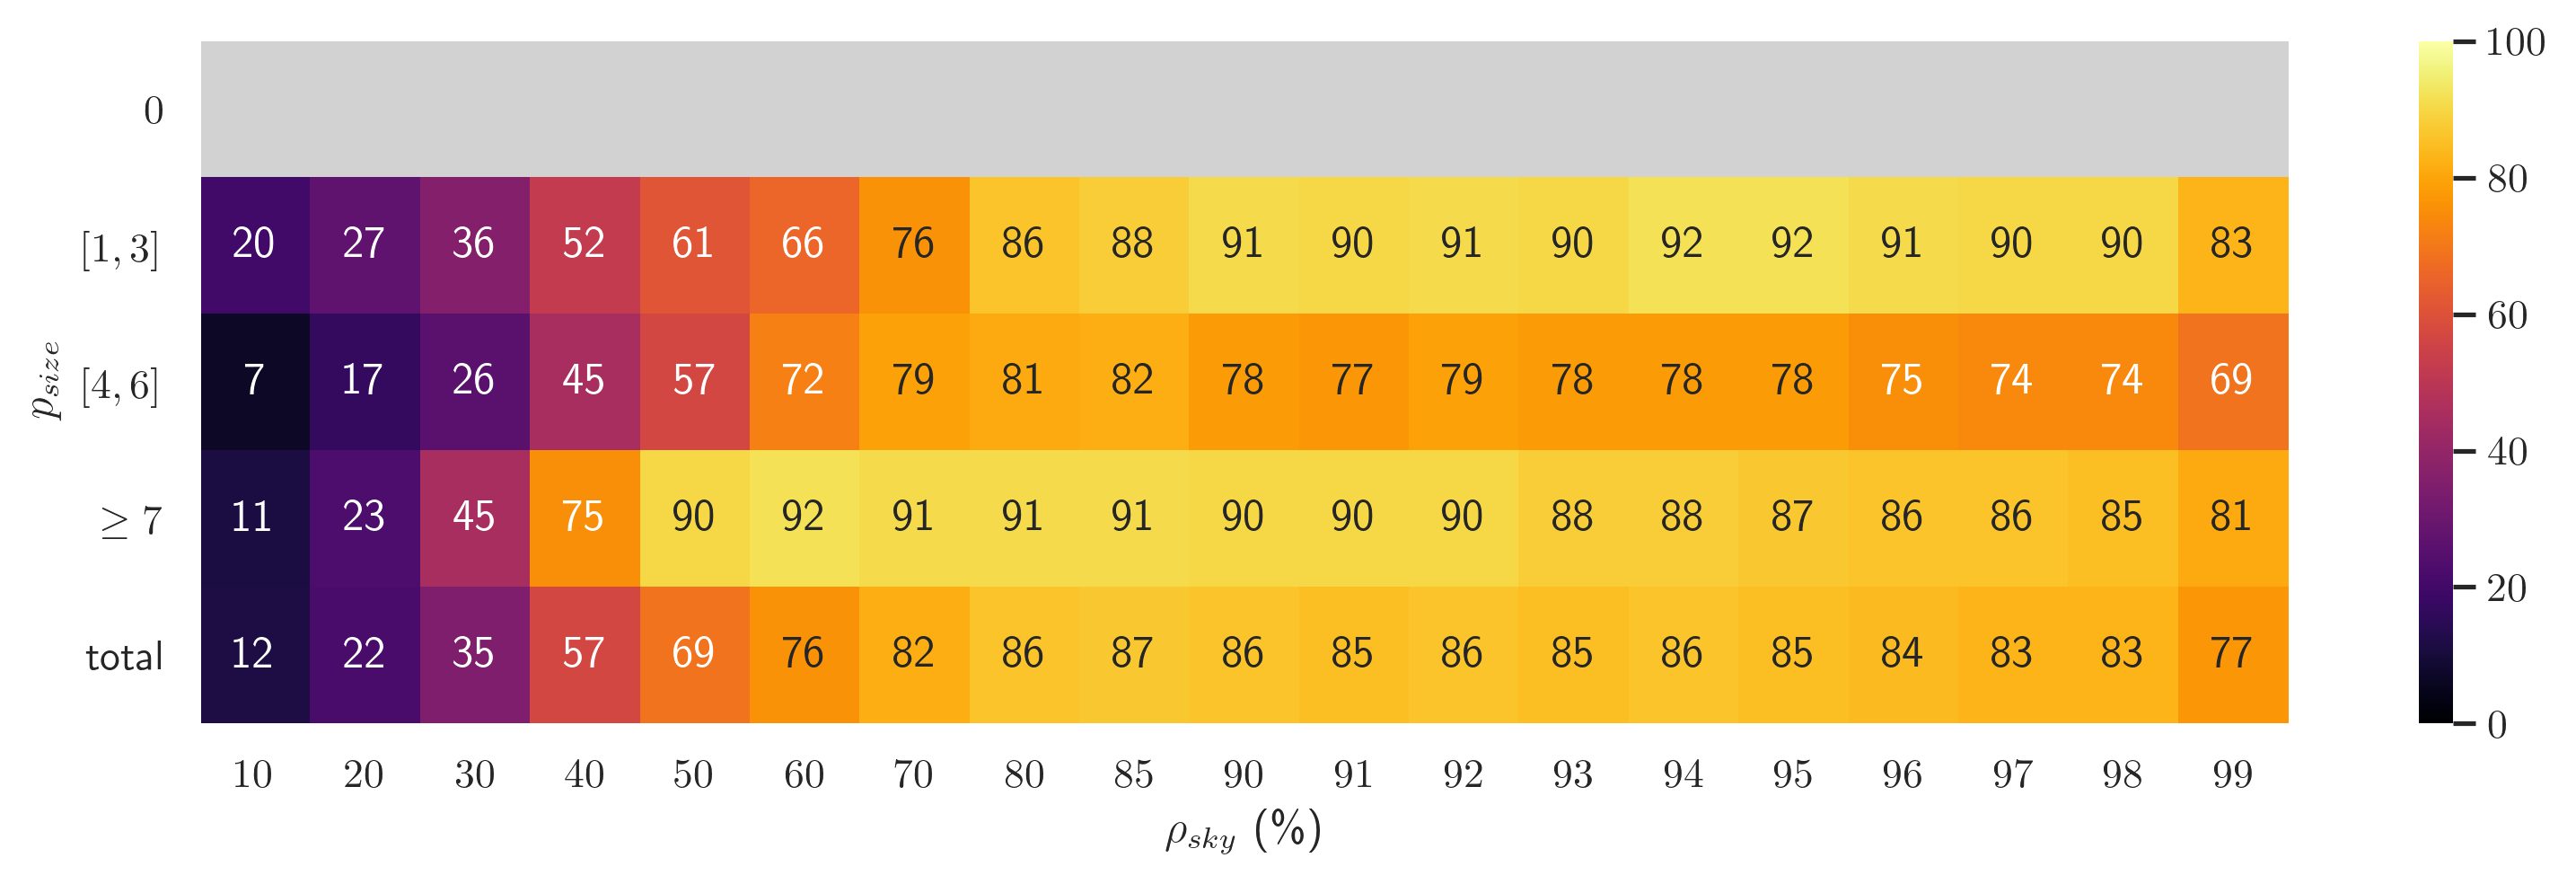 0
[1, 3] 20 27 36 52 61 66 76 86 88 91 90 91 90 92 92 91 90 90 83
[4, 6] 7 17 26 45 57 72 79 81 82 78 77 79 78 78 78 75 74 74 69
≥ 7 11 23 45 75 90 92 91 91 91 90 90 90 88 88 87 86 86 85 81
total 12 22 35 57 69 76 82 86 87 86 85 86 85 86 85 84 83 83 77
10 20 30 40 50 60 70 80 85 90 91 92 93 94 95 96 97 98 99
ρsky (%)
psize
100
80
60
40
20
0